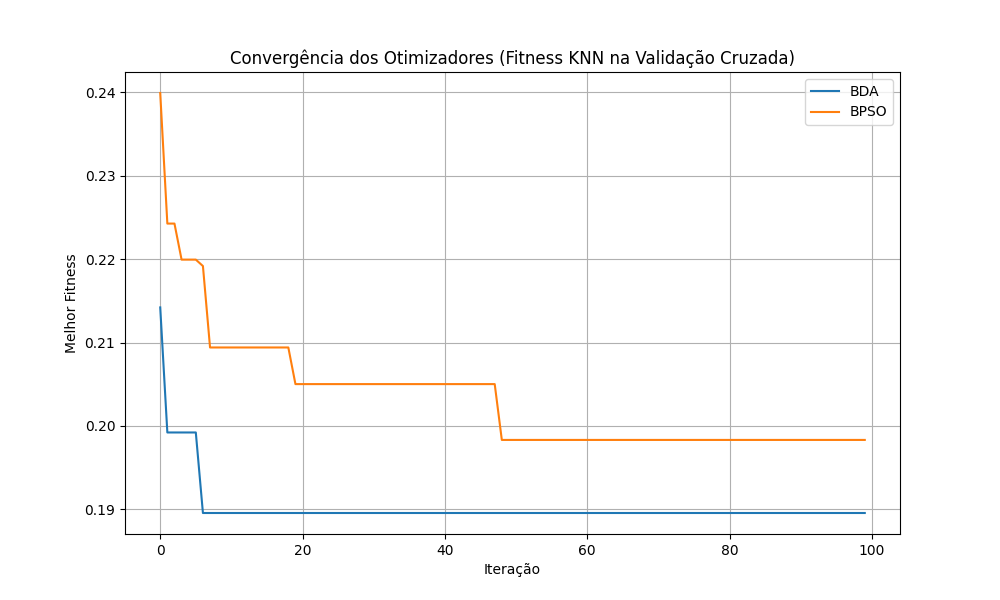 Convergência dos Otimizadores (Fitness KNN na Validação Cruzada)
BDA
BPSO
Melhor Fitness
0.24
0.23
0.22
0.21
0.20
0.19
0 20 40 60 80 100
Iteração